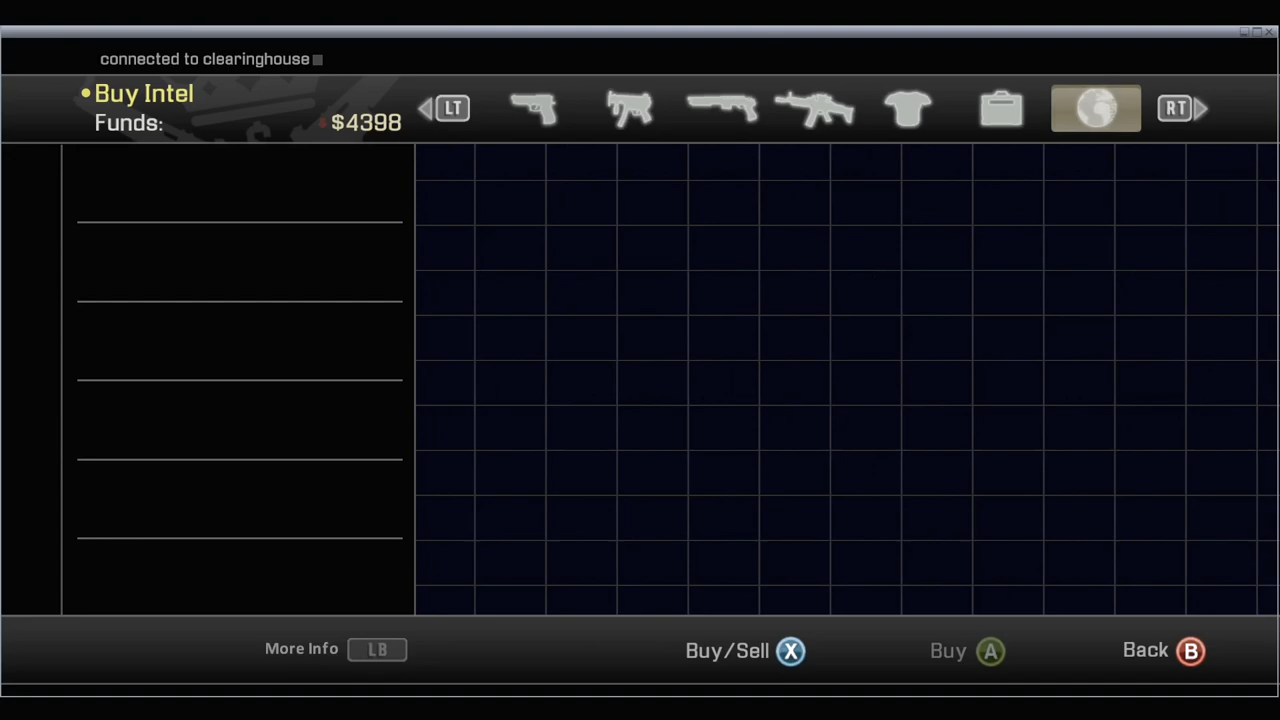 connected to clearinghouse
Buy Intel
Funds: $4398
LT
RT
More Info LB
Buy/Sell X
Buy A
Back B